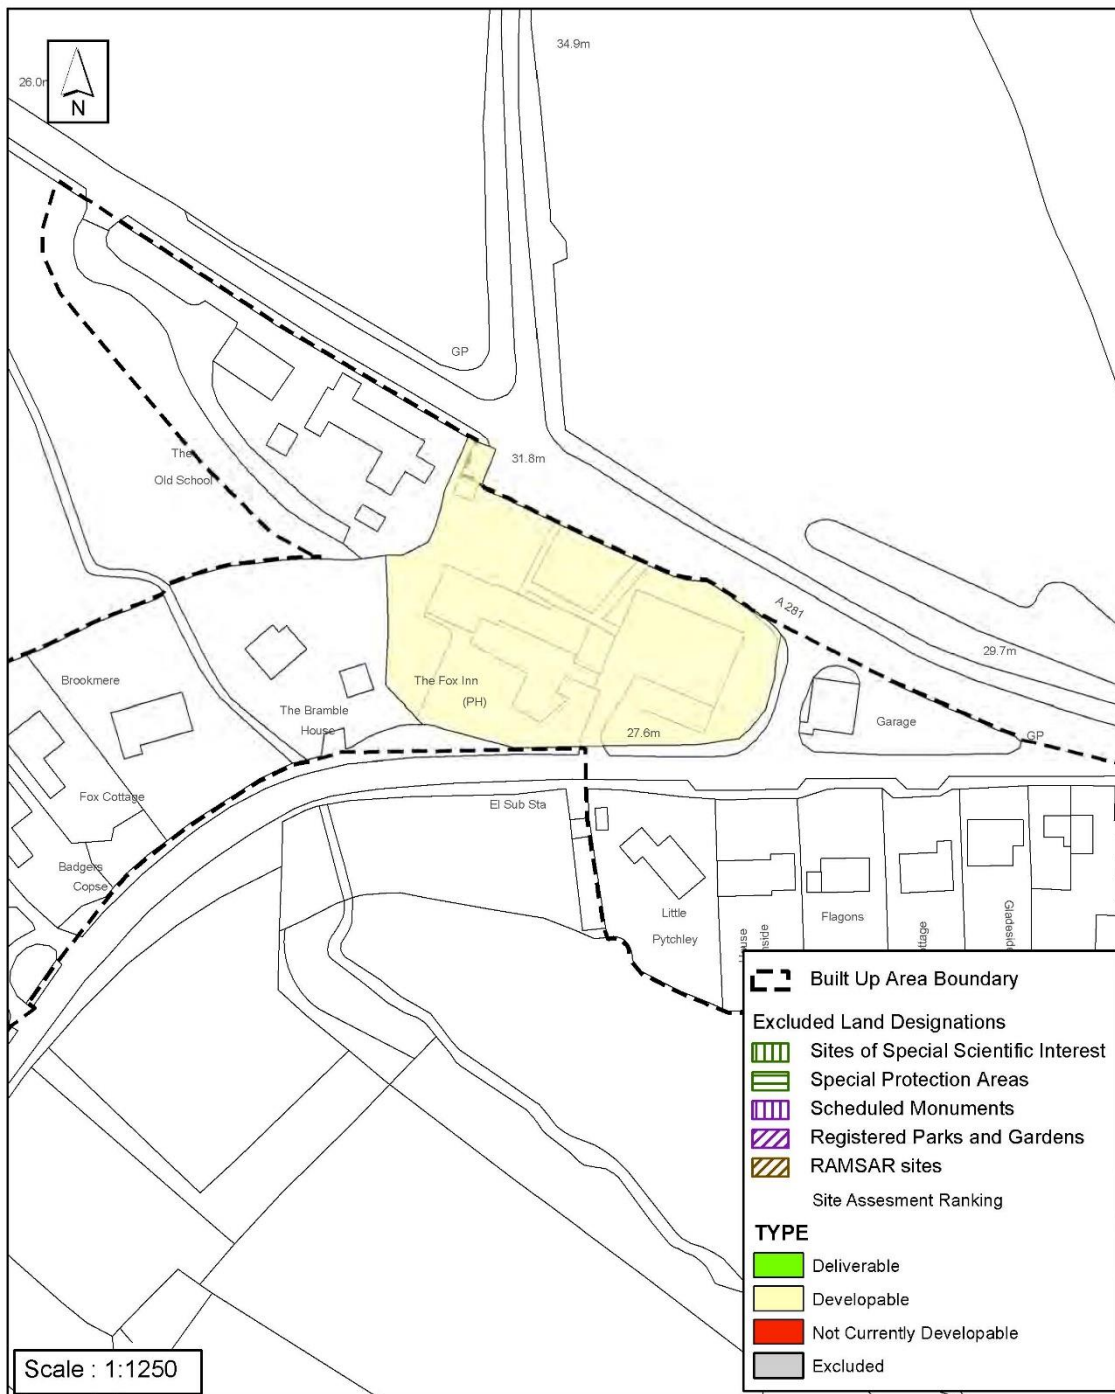 34.9m
26.0
N
GP
31.8m
The
Old School
A 281
29.7m
Brookmere
The Fox Inn
(PH)
The Bramble
House
27.6m
Garage
GP
Fox Cottage
El Sub Sta
Badgers
Copse
Little
Pytchley
Flagons
Gladeside
Built Up Area Boundary
Excluded Land Designations
Sites of Special Scientific Interest
Special Protection Areas
Scheduled Monuments
Registered Parks and Gardens
RAMSAR sites
Site Assesment Ranking
TYPE
Deliverable
Developable
Not Currently Developable
Excluded
Scale : 1:1250